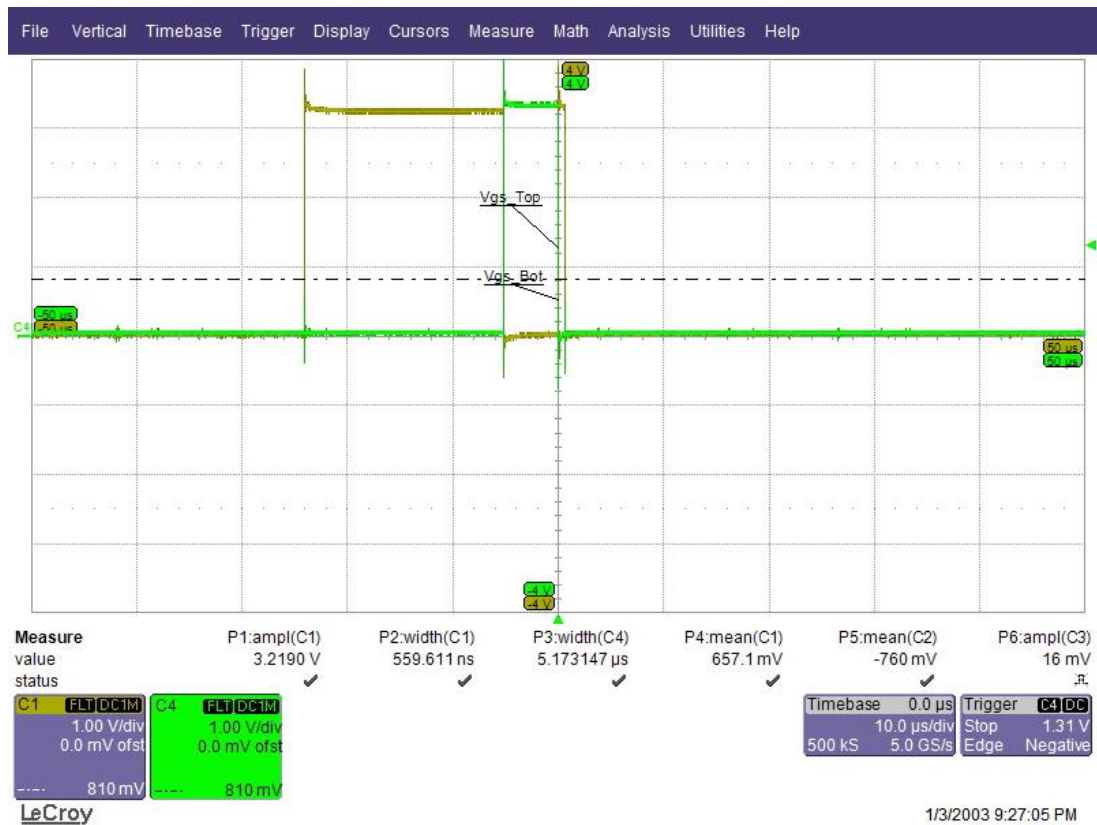 File Vertical Timebase Trigger Display Cursors Measure Math Analysis Utilities Help
4 V
4 V
Vgs_Top
Vgs_Bot
-50 µs
C4 -50 µs
50 µs
50 µs
-4 V
-4 V
Measure P1:ampl(C1) P2:width(C1) P3:width(C4) P4:mean(C1) P5:mean(C2) P6:ampl(C3)
value 3.2190 V 559.611 ns 5.173147 µs 657.1 mV -760 mV 16 mV
status
C1 FLT DC1M C4 FLT DC1M Timebase 0.0 µs Trigger C4 DC
1.00 V/div 1.00 V/div 10.0 µs/div Stop 1.31 V
0.0 mV ofst 0.0 mV ofst 500 kS 5.0 GS/s Edge Negative
810 mV 810 mV
LeCroy 1/3/2003 9:27:05 PM